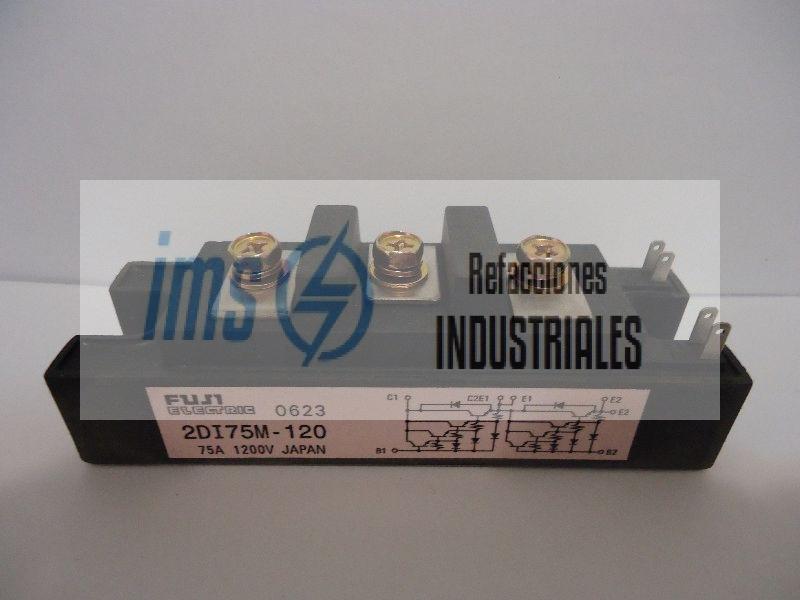 ims
Refacciones
INDUSTRIALES
FUJI
ELECTRIC 0623
2DI75M-120
75A 1200V JAPAN
C1 C2E1 E1 E2
E2
B1 B2